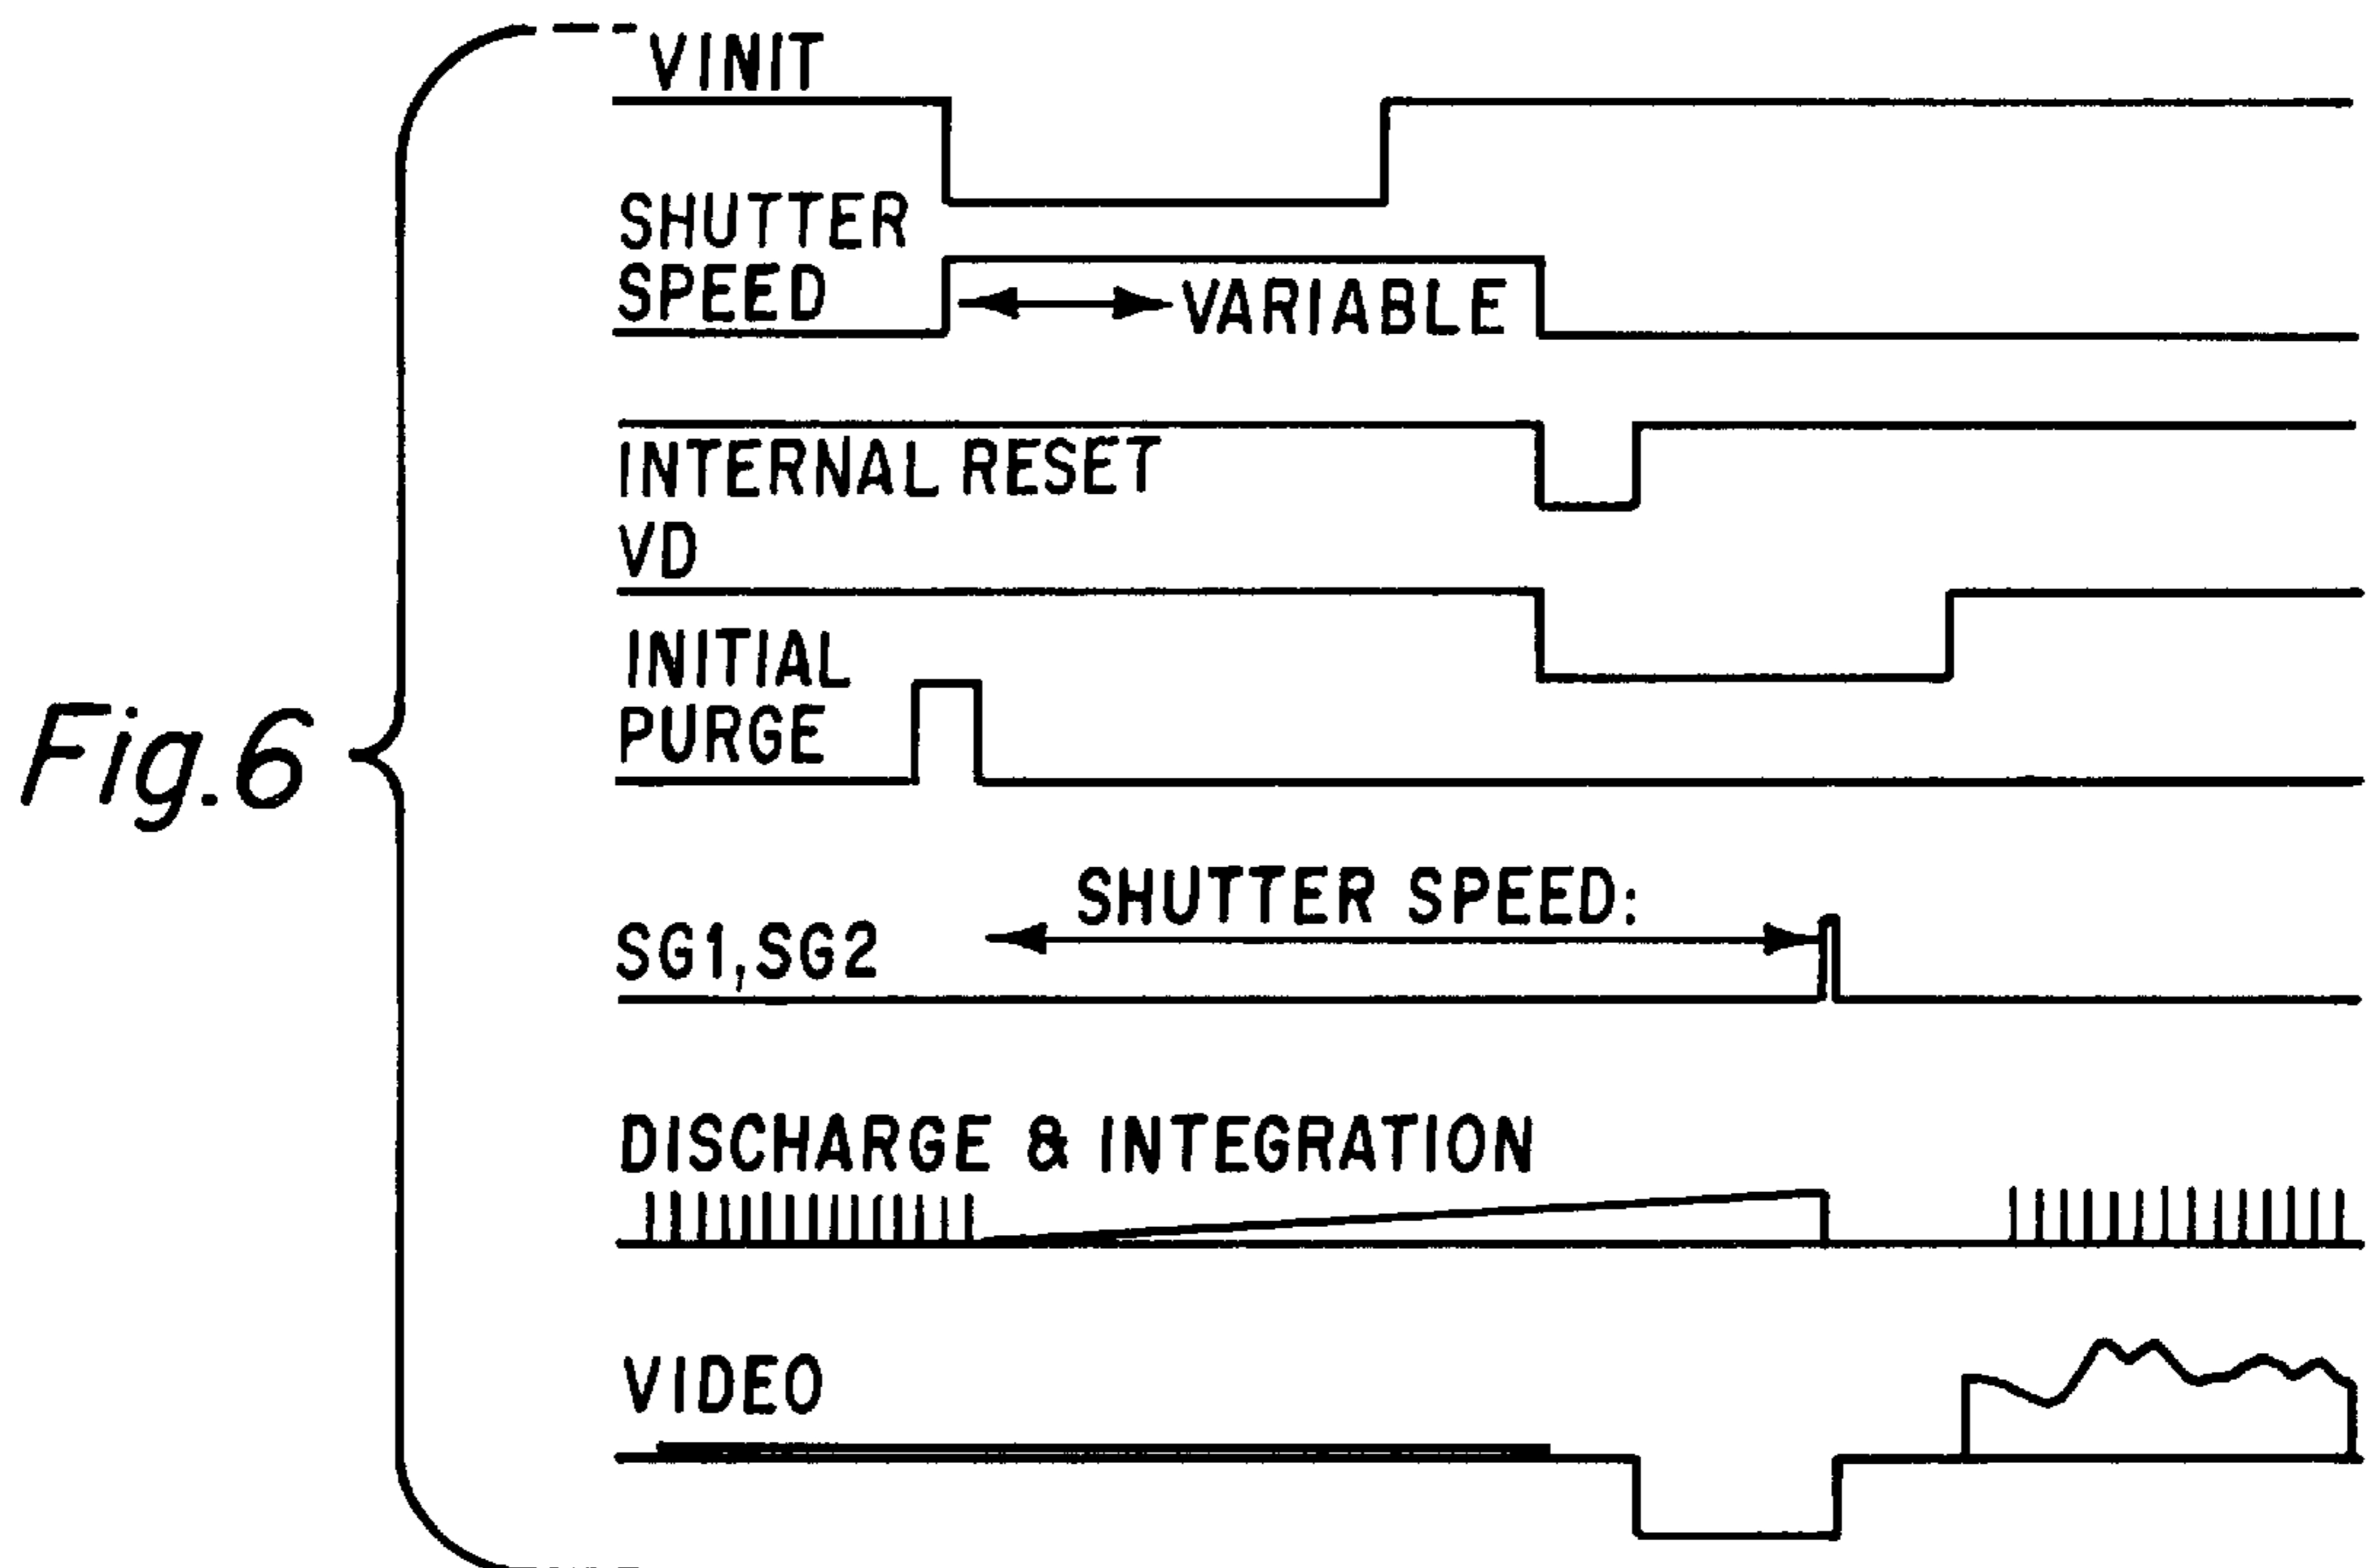 Fig.6
VINIT
SHUTTER
SPEED
VARIABLE
INTERNAL RESET
VD
INITIAL
PURGE
SHUTTER SPEED:
SG1,SG2
DISCHARGE & INTEGRATION
VIDEO